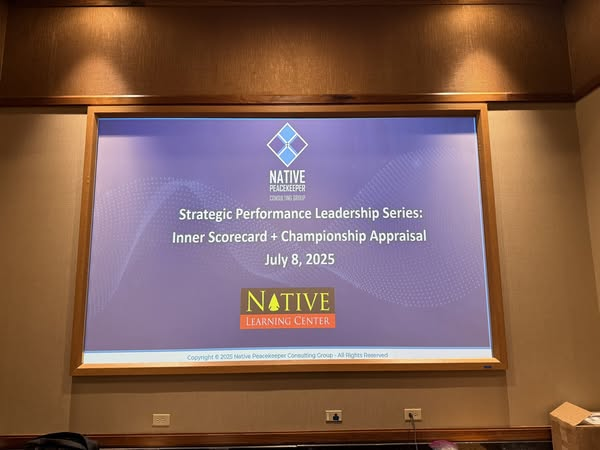 NATIVE
PEACEKEEPER
CONSULTING GROUP
Strategic Performance Leadership Series:
Inner Scorecard + Championship Appraisal
July 8, 2025
NATIVE
LEARNING CENTER
Copyright © 2025 Native Peacekeeper Consulting Group - All Rights Reserved